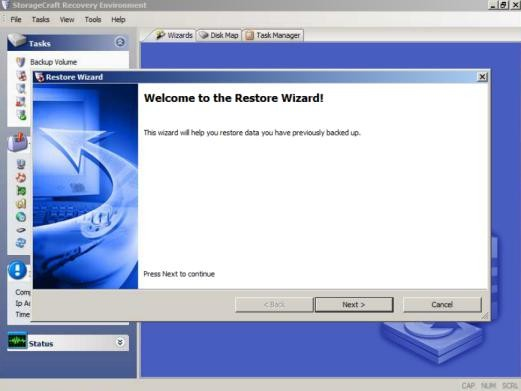 StorageCraft Recovery Environment
File Tasks View Tools Help
Tasks
Wizards Disk Map Task Manager
Backup Volume
Restore Wizard
Welcome to the Restore Wizard!
This wizard will help you restore data you have previously backed up.
Press Next to continue
< Back Next > Cancel
Com
Ip A
Time
Status
CAP NUM SCRL